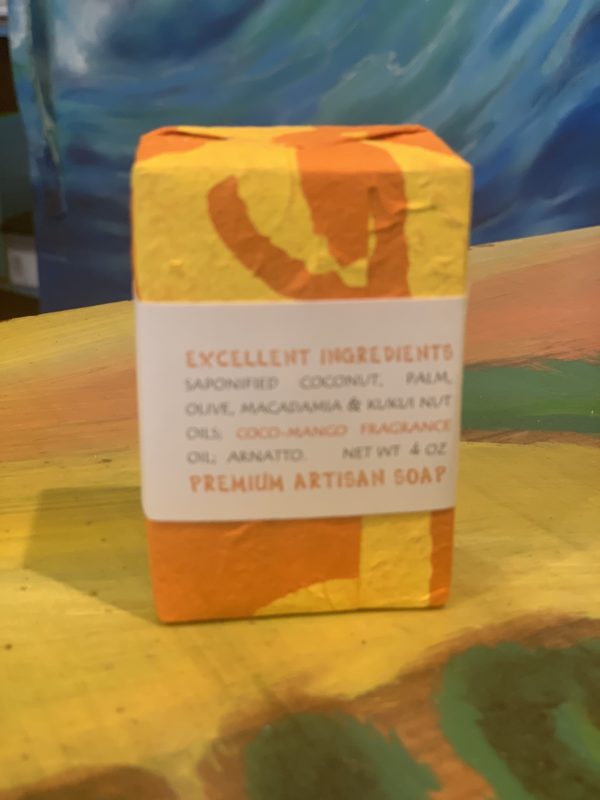 EXCELLENT INGREDIENTS
SAPONIFIED COCONUT, PALM,
OLIVE, MACADAMIA & KUKUI NUT
OILS; COCO-MANGO FRAGRANCE
OIL; ARNATTO. NET WT 4 OZ
PREMIUM ARTISAN SOAP